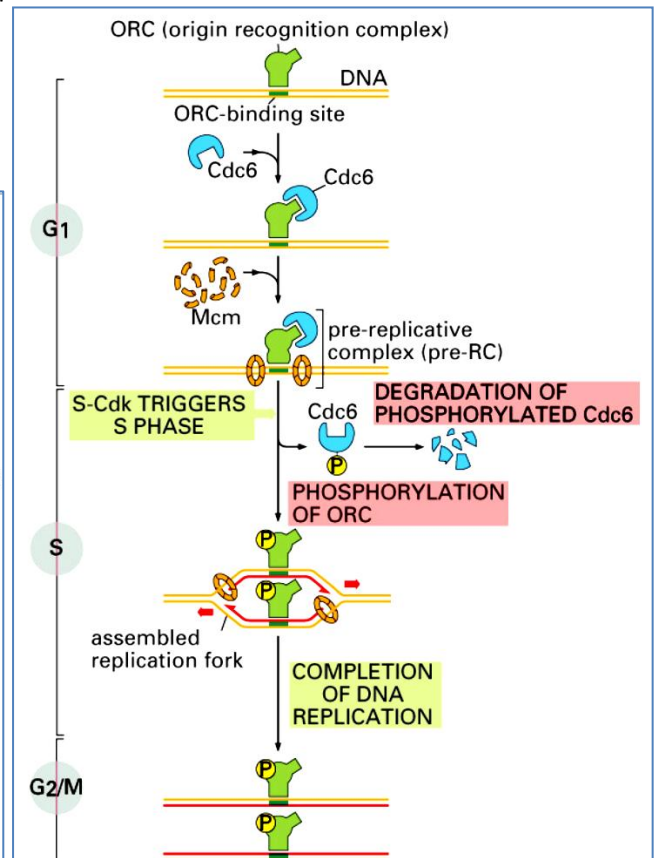 ORC (origin recognition complex)
DNA
ORC-binding site
Cdc6
Cdc6
G1
Mcm
pre-replicative
complex (pre-RC)
S-Cdk TRIGGERS
S PHASE
Cdc6
DEGRADATION OF
PHOSPHORYLATED Cdc6
P
PHOSPHORYLATION
OF ORC
P
S
P
assembled
replication fork
COMPLETION
OF DNA
REPLICATION
P
G2/M
P